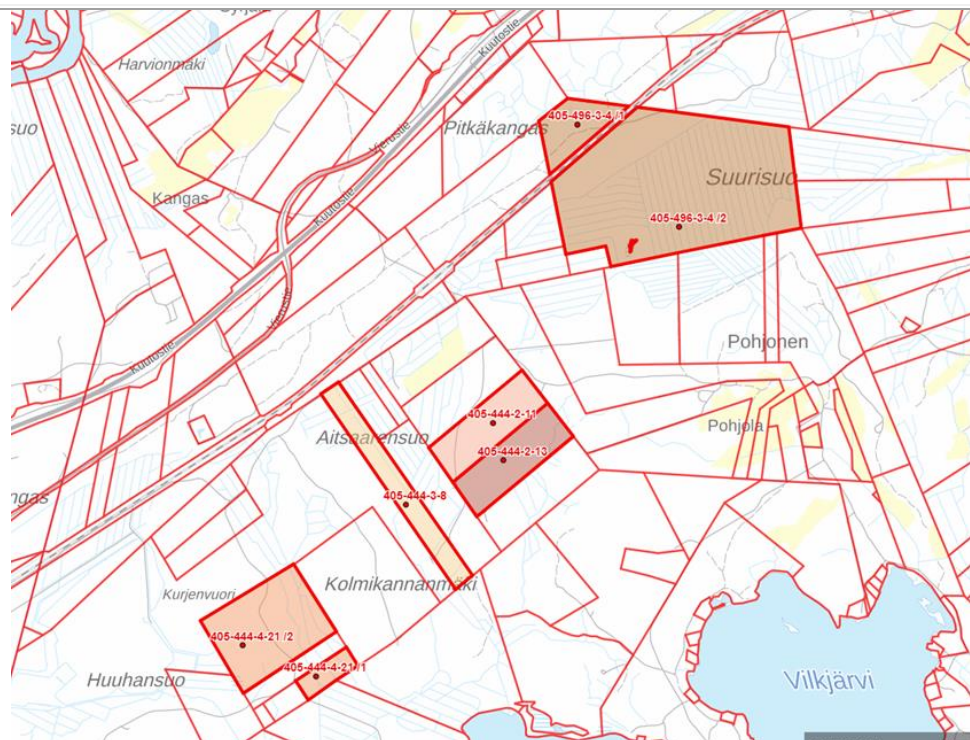 Harvionmäki
Kuutostie
405-496-3-4 /1
suo
Vierustie
Pitkäkangas
Suurisuo
Kangas
Kuutostie
405-496-3-4 /2
Vierustie
Kuutostie
Pohjonen
405-444-2-11
Pohjola
Aitsaarensuo
405-444-2-13
ngas
405-444-3-8
Kolmikannanmäki
Kurjenvuori
405-444-4-21 /2
405-444-4-21 /1
Huuhansuo
Vilkjärvi